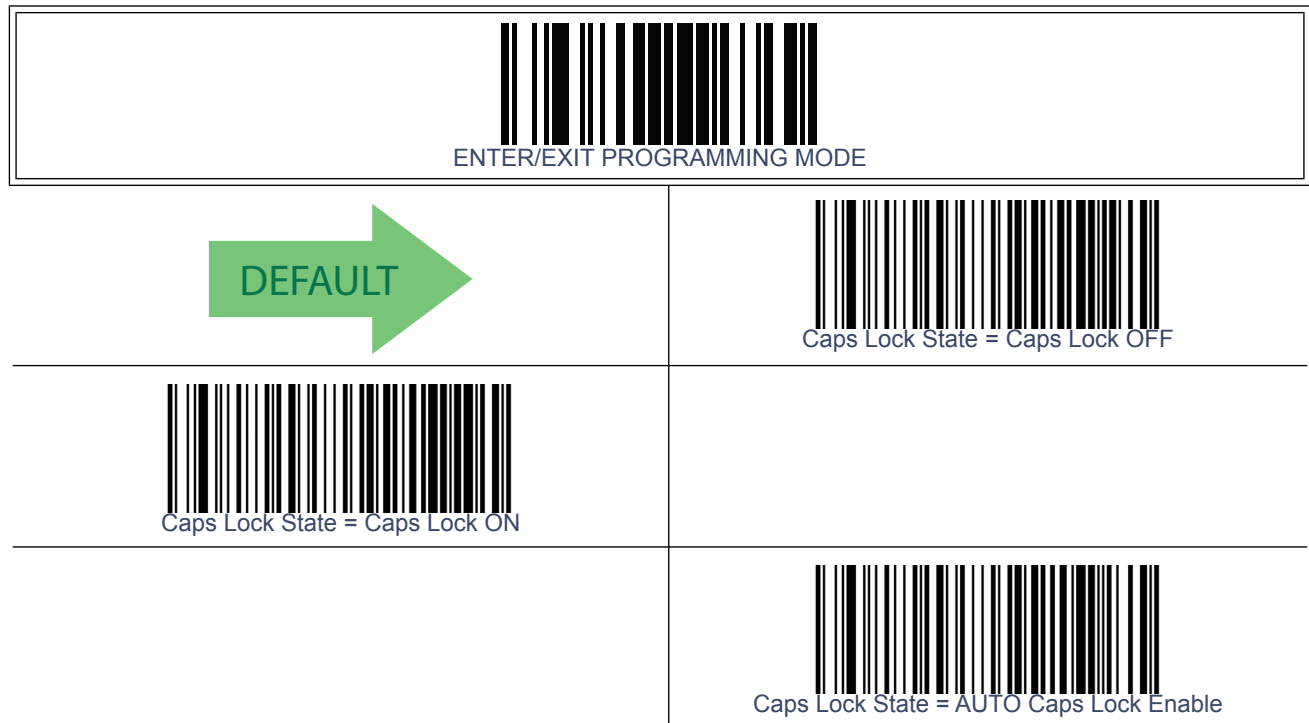 ENTER/EXIT PROGRAMMING MODE
DEFAULT
Caps Lock State = Caps Lock OFF
Caps Lock State = Caps Lock ON
Caps Lock State = AUTO Caps Lock Enable